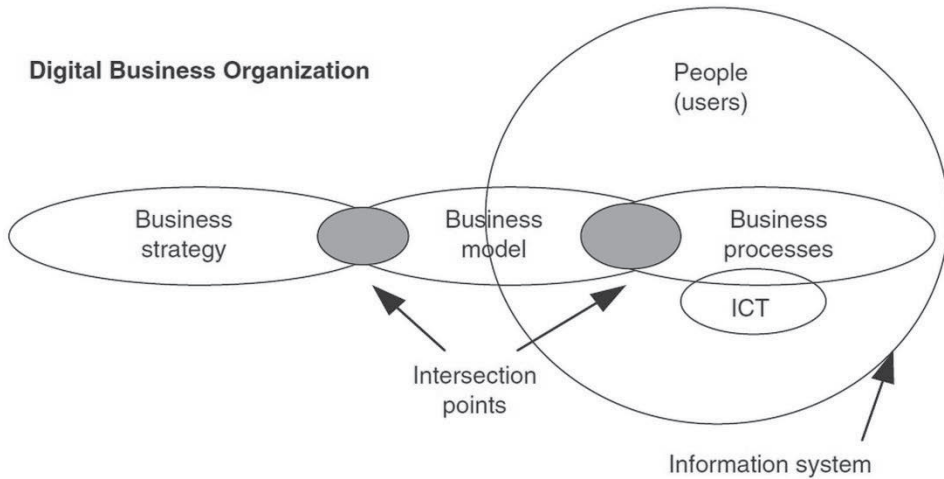 Digital Business Organization
People
(users)
Business
strategy
Business
model
Business
processes
ICT
Intersection
points
Information system